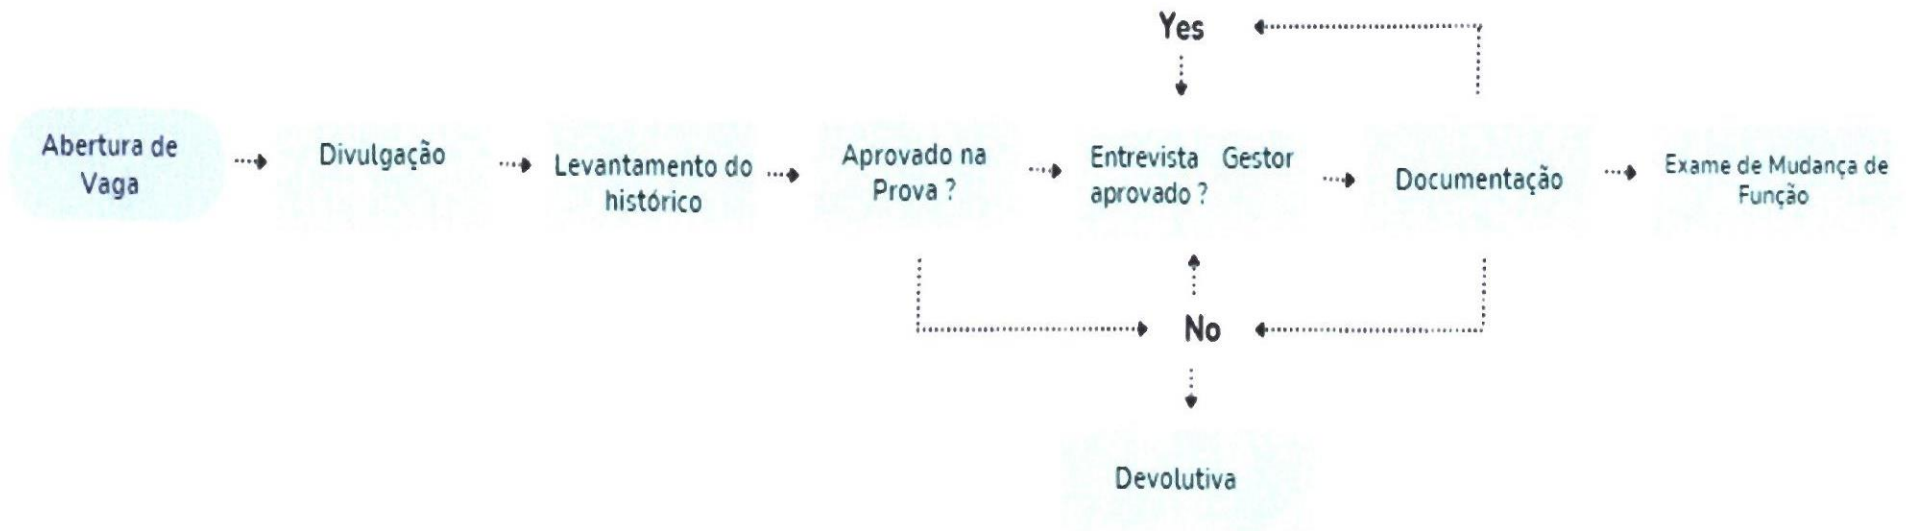 Yes
Abertura de
Vaga
Divulgação
Levantamento do
histórico
Aprovado na
Prova ?
Entrevista Gestor
aprovado ?
Documentação
Exame de Mudança de
Função
No
Devolutiva